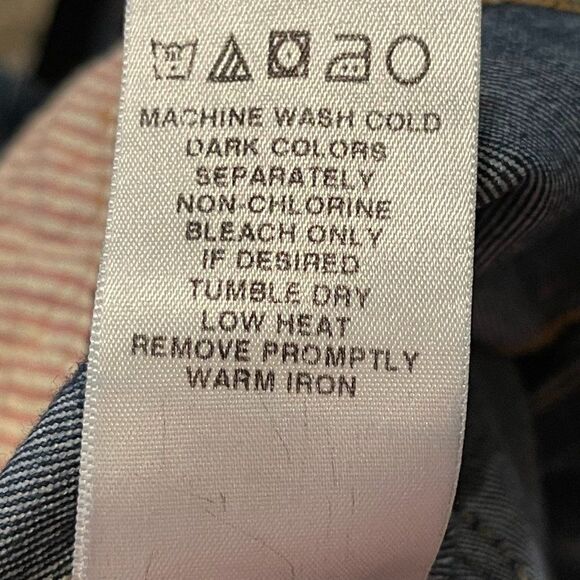 MACHINE WASH COLD
DARK COLORS
SEPARATELY
NON-CHLORINE
BLEACH ONLY
IF DESIRED
TUMBLE DRY
LOW HEAT
REMOVE PROMPTLY
WARM IRON